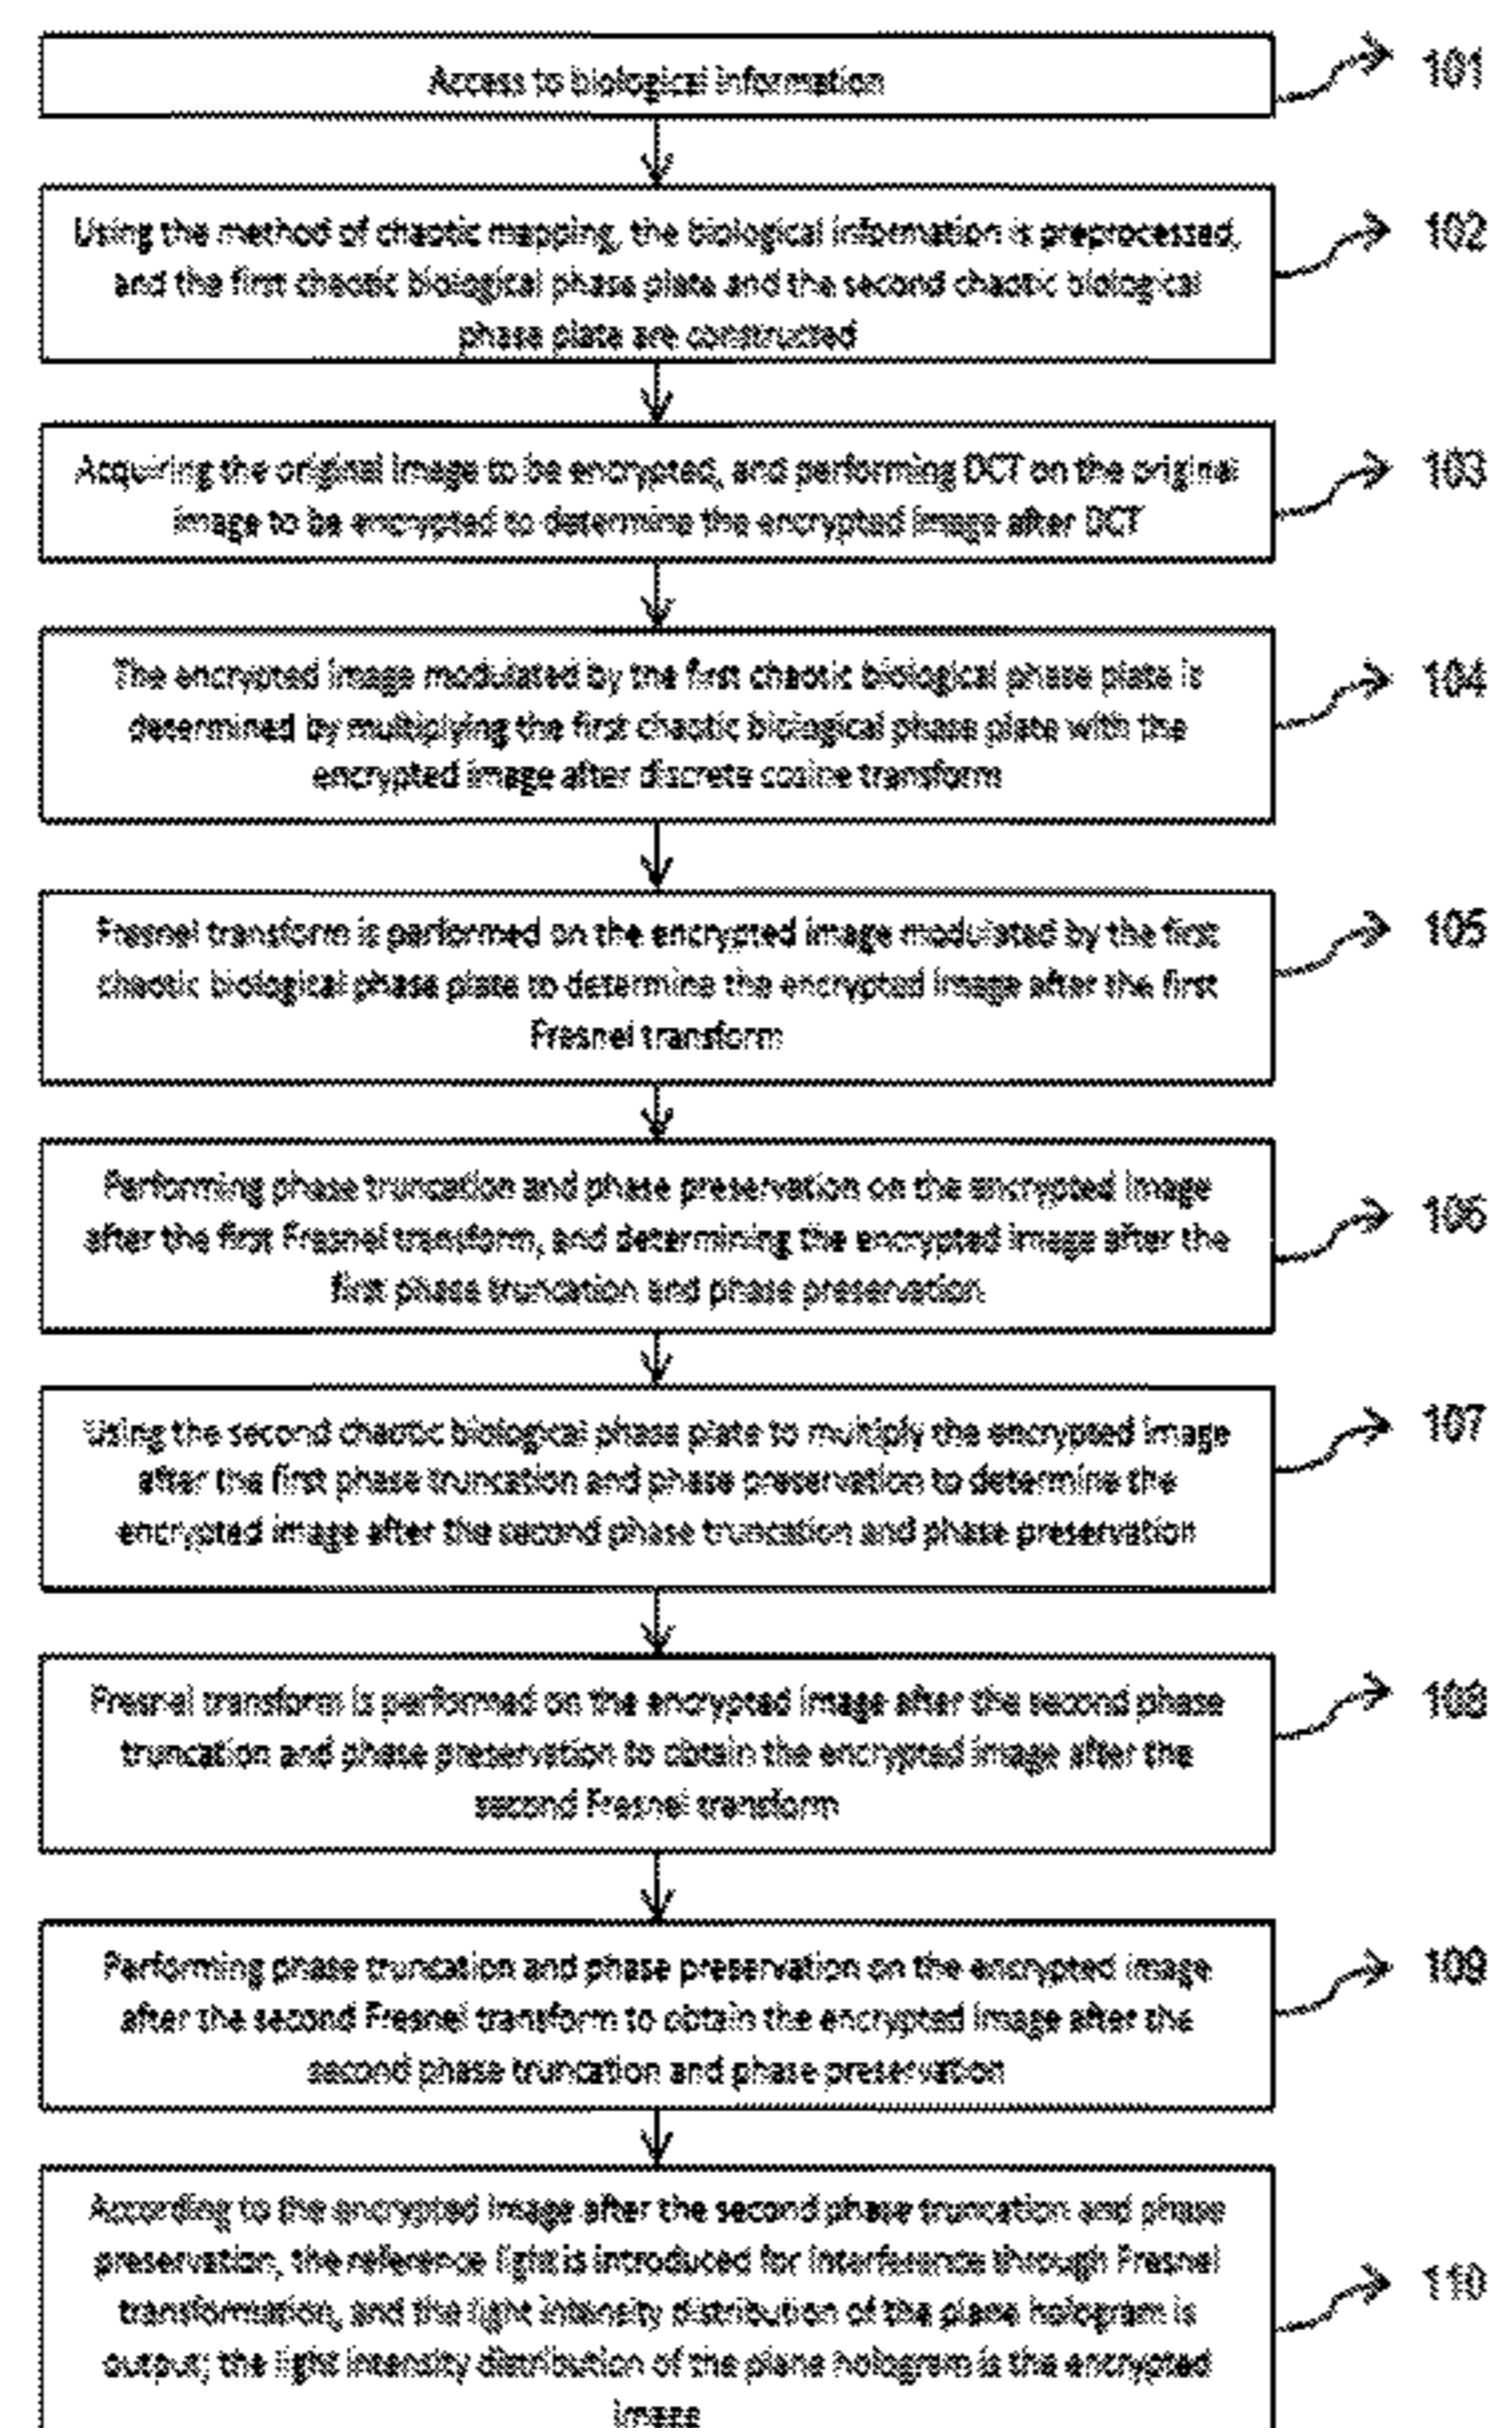 Access to biological information
101
Using the method of chaotic mapping, the biological information is preprocessed,
and the first chaotic biological phase plate and the second chaotic biological
phase plate are constructed
102
Acquiring the original image to be encrypted, and performing DCT on the original
image to be encrypted to determine the encrypted image after DCT
103
The encrypted image modulated by the first chaotic biological phase plate is
determined by multiplying the first chaotic biological phase plate with the
encrypted image after discrete cosine transform
104
Fresnel transform is performed on the encrypted image modulated by the first
chaotic biological phase plate to determine the encrypted image after the first
Fresnel transform
105
Performing phase truncation and phase preservation on the encrypted image
after the first Fresnel transform, and determining the encrypted image after the
first phase truncation and phase preservation
106
Using the second chaotic biological phase plate to multiply the encrypted image
after the first phase truncation and phase preservation to determine the
encrypted image after the second phase truncation and phase preservation
107
Fresnel transform is performed on the encrypted image after the second phase
truncation and phase preservation to obtain the encrypted image after the
second Fresnel transform
108
Performing phase truncation and phase preservation on the encrypted image
after the second Fresnel transform to obtain the encrypted image after the
second phase truncation and phase preservation
109
According to the encrypted image after the second phase truncation and phase
preservation, the reference light is introduced for interference through Fresnel
transformation, and the light intensity distribution of the plane hologram is
output; the light intensity distribution of the plane hologram is the encrypted
image
110